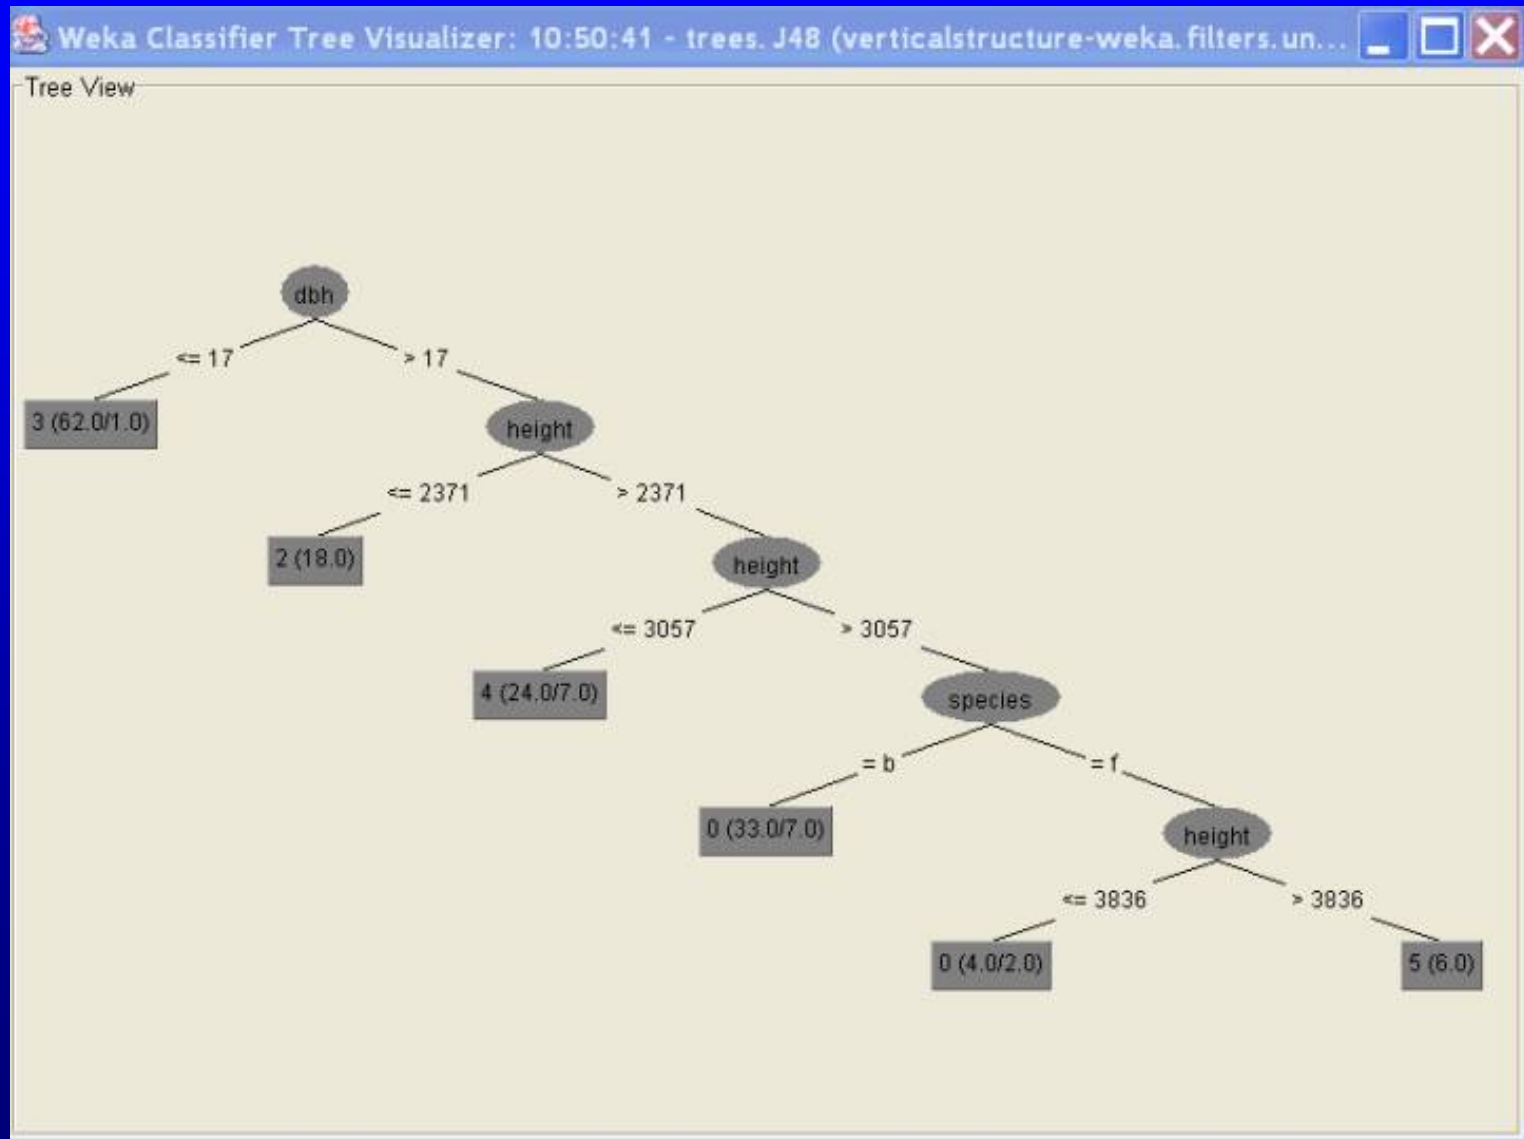 Weka Classifier Tree Visualizer: 10:50:41 - trees.J48 (verticalstructure-weka.filters.un...
Tree View
dbh
<= 17
> 17
3 (62.0/1.0)
height
<= 2371
> 2371
2 (18.0)
height
<= 3057
> 3057
4 (24.0/7.0)
species
= b
= f
0 (33.0/7.0)
height
<= 3836
> 3836
0 (4.0/2.0)
5 (6.0)